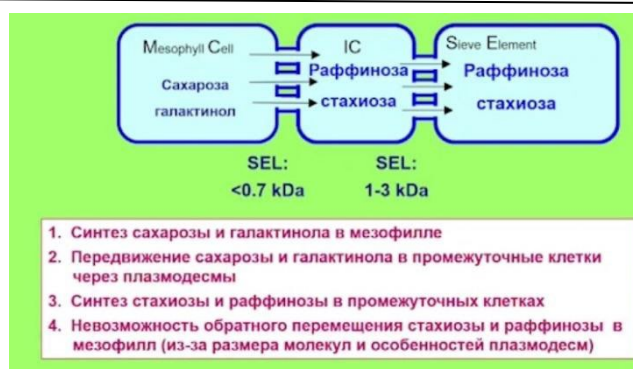 Mesophyll Cell
IC
Sieve Element
Сахароза
галактинол
Раффиноза
стахиоза
Раффиноза
стахиоза
SEL:
<0.7 kDa
SEL:
1-3 kDa
1. Синтез сахарозы и галактинола в мезофилле
2. Передвижение сахарозы и галактинола в промежуточные клетки
через плазмодесмы
3. Синтез стахиозы и раффинозы в промежуточных клетках
4. Невозможность обратного перемещения стахиозы и раффинозы в
мезофилл (из-за размера молекул и особенностей плазмодесм)